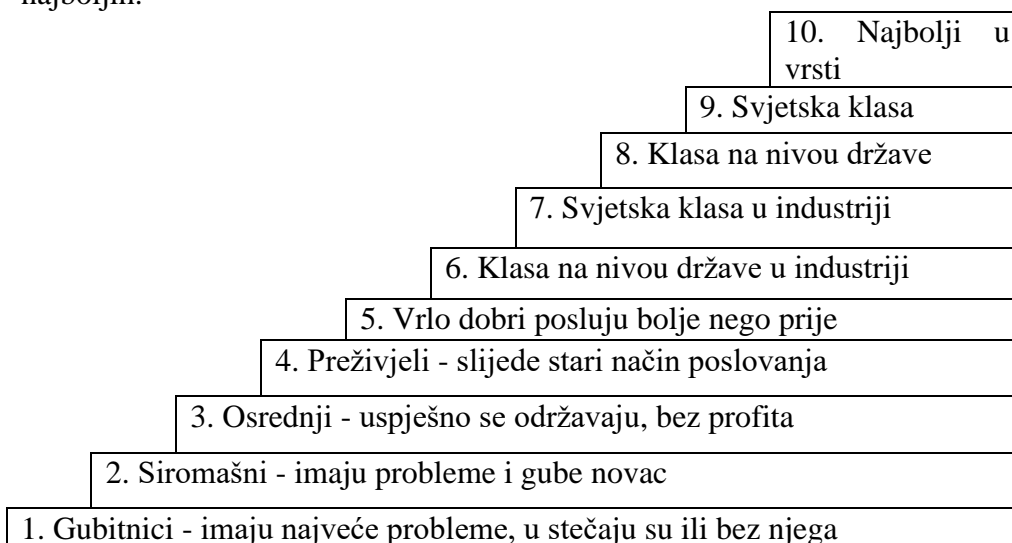 najboljih.
10. Najbolji u
vrsti
9. Svjetska klasa
8. Klasa na nivou države
7. Svjetska klasa u industriji
6. Klasa na nivou države u industriji
5. Vrlo dobri posluju bolje nego prije
4. Preživjeli - slijede stari način poslovanja
3. Osrednji - uspješno se održavaju, bez profita
2. Siromašni - imaju probleme i gube novac
1. Gubitnici - imaju najveće probleme, u stečaju su ili bez njega